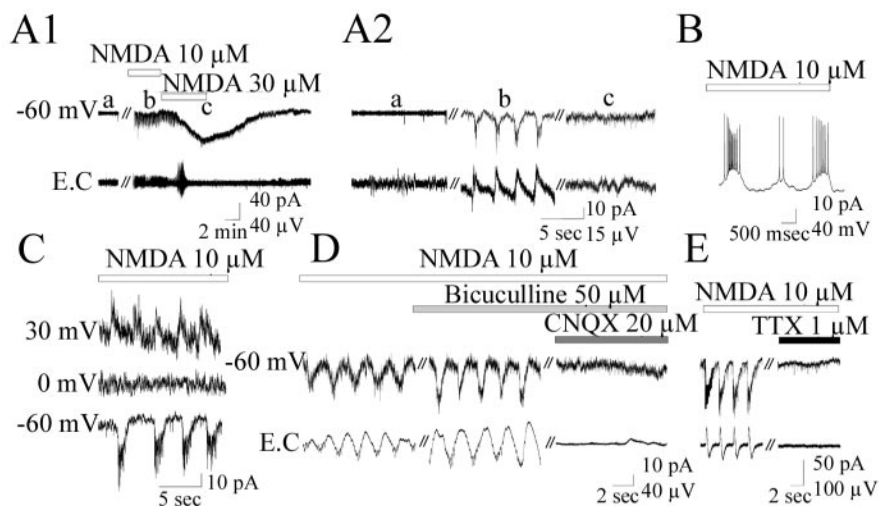 A1
NMDA 10 µM
NMDA 30 µM
a b c
-60 mV
E.C
40 pA
2 min 40 µV
A2
a b c
10 pA
5 sec 15 µV
B
NMDA 10 µM
10 pA
500 msec 40 mV
C
NMDA 10 µM
30 mV
0 mV
-60 mV
10 pA
5 sec
D
NMDA 10 µM
Bicuculline 50 µM
CNQX 20 µM
-60 mV
E.C
10 pA
2 sec 40 µV
E
NMDA 10 µM
TTX 1 µM
50 pA
2 sec 100 µV